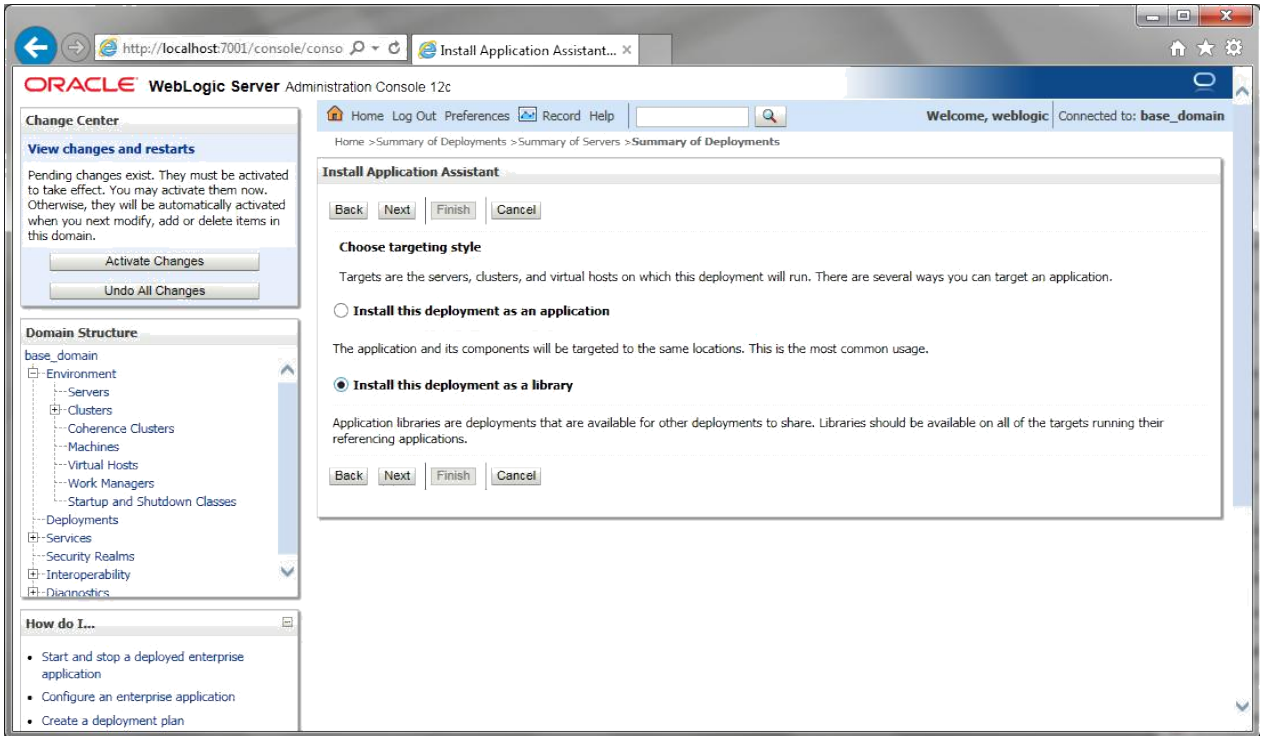 http://localhost:7001/console/conso
Install Application Assistant...
ORACLE WebLogic Server Administration Console 12c
Change Center
View changes and restarts
Pending changes exist. They must be activated
to take effect. You may activate them now.
Otherwise, they will be automatically activated
when you next modify, add or delete items in
this domain.
Activate Changes
Undo All Changes
Domain Structure
base_domain
Environment
Servers
Clusters
Coherence Clusters
Machines
Virtual Hosts
Work Managers
Startup and Shutdown Classes
Deployments
Services
Security Realms
Interoperability
Diagnostics
How do I...
Start and stop a deployed enterprise
application
Configure an enterprise application
Create a deployment plan
Home Log Out Preferences Record Help
Welcome, weblogic Connected to: base_domain
Home >Summary of Deployments >Summary of Servers >Summary of Deployments
Install Application Assistant
Back Next Finish Cancel
Choose targeting style
Targets are the servers, clusters, and virtual hosts on which this deployment will run. There are several ways you can target an application.
Install this deployment as an application
The application and its components will be targeted to the same locations. This is the most common usage.
Install this deployment as a library
Application libraries are deployments that are available for other deployments to share. Libraries should be available on all of the targets running their
referencing applications.
Back Next Finish Cancel